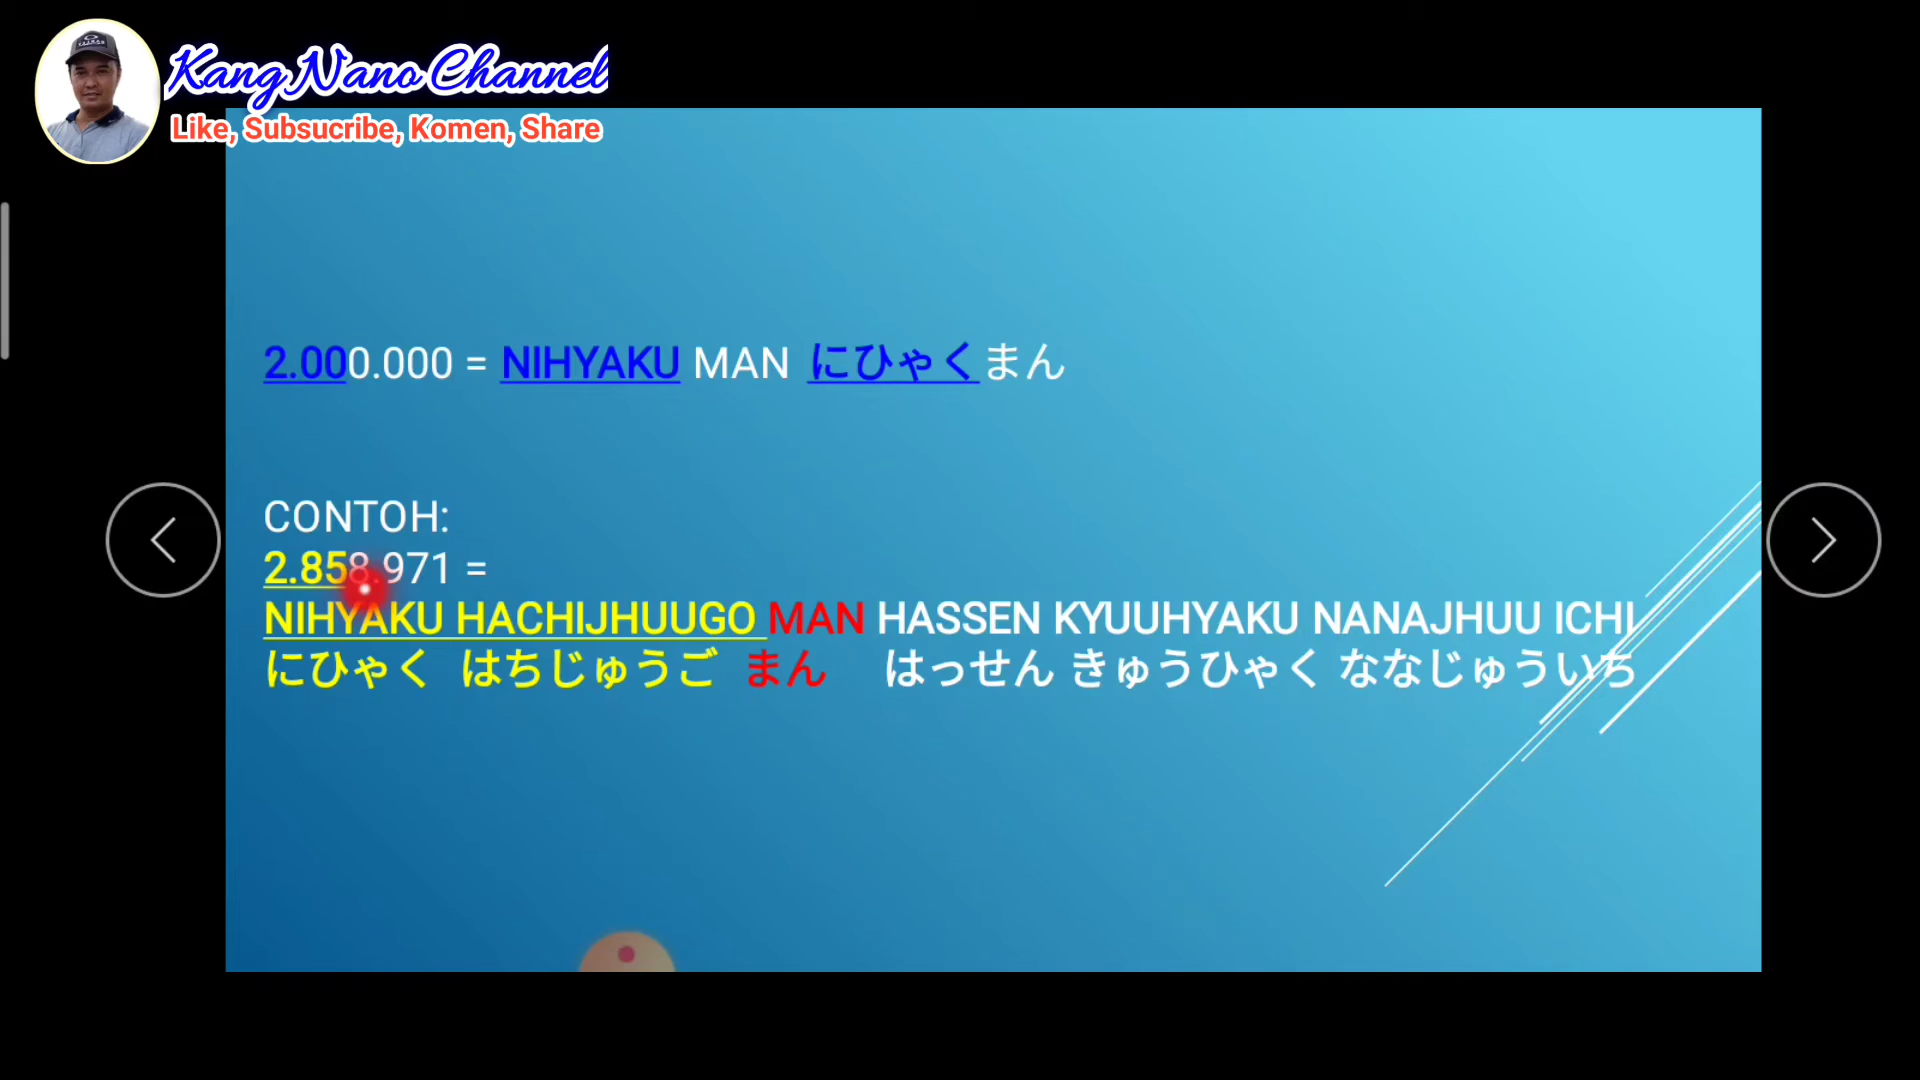 Kang Nano Channel
Like, Subsucribe, Komen, Share
2.000.000 = NIHYAKU MAN にひゃくまん
CONTOH:
2.858.971 =
NIHYAKU HACHIJHUUGO MAN HASSEN KYUUHYAKU NANAJHUU ICHI
にひゃく はちじゅうご まん はっせん きゅうひゃく ななじゅういち